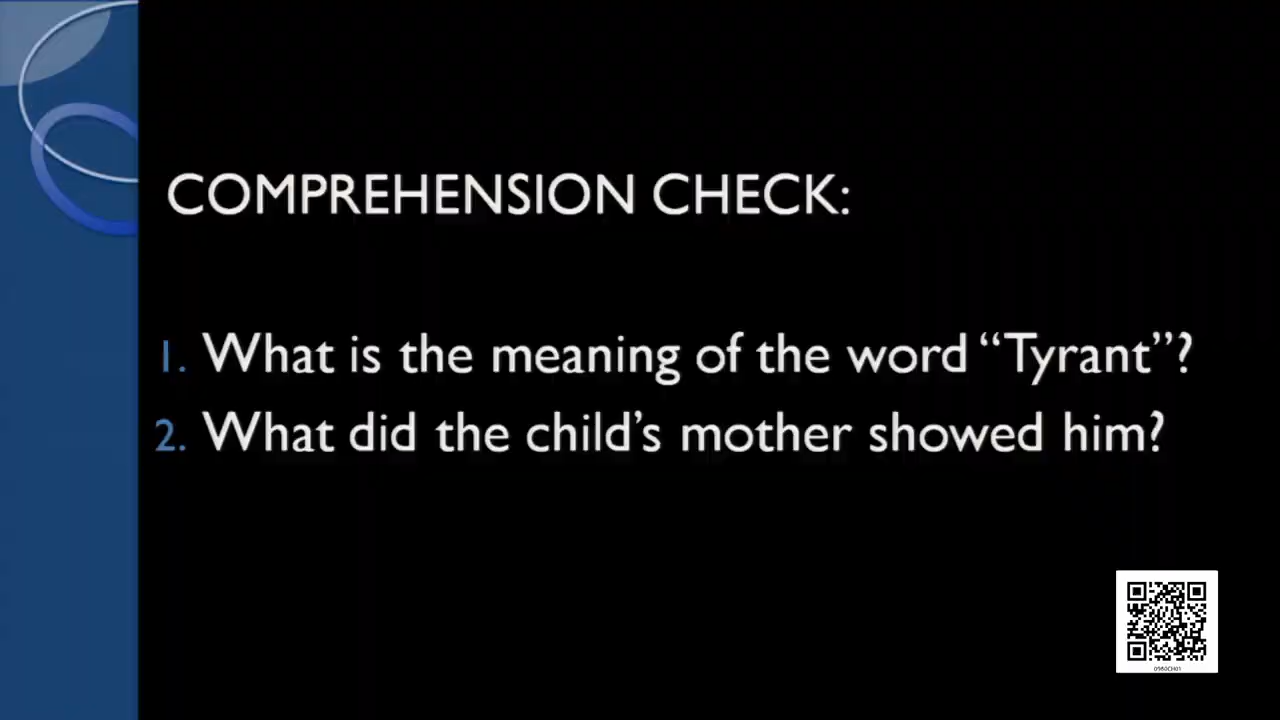 COMPREHENSION CHECK:
1. What is the meaning of the word “Tyrant”?
2. What did the child’s mother showed him?